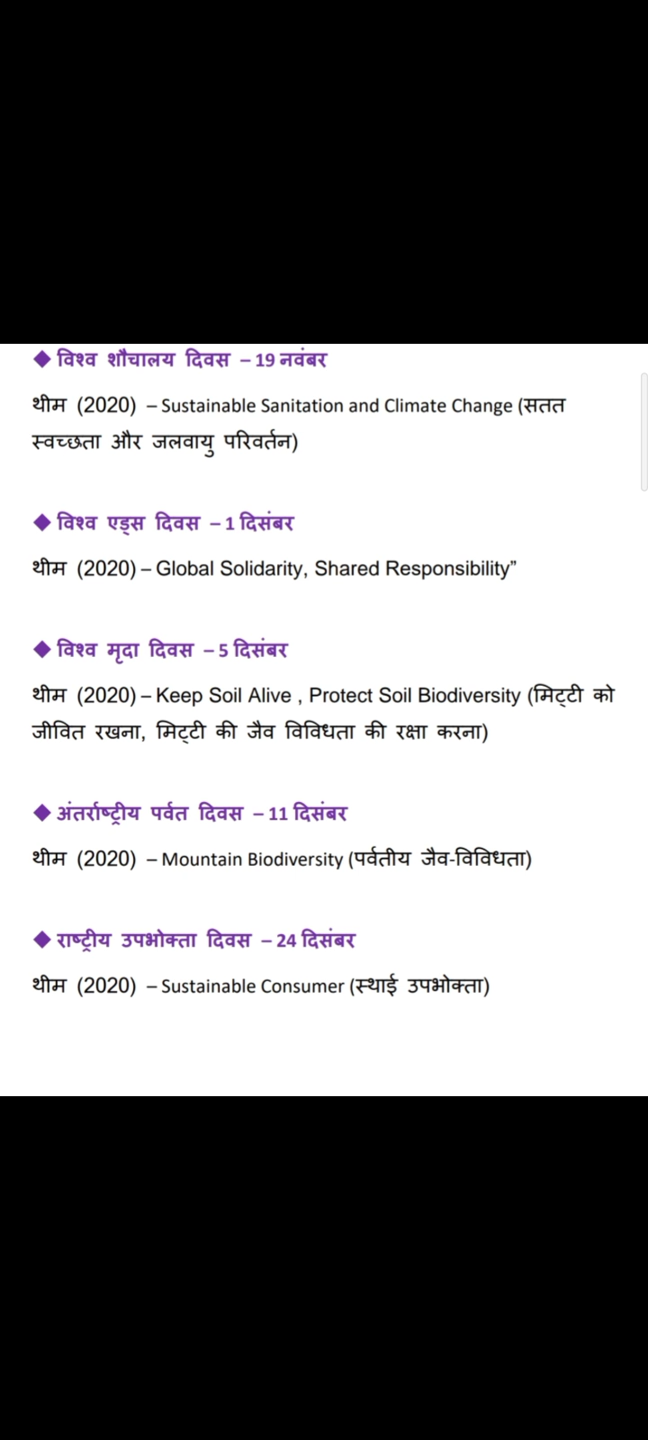 ◆ विश्व शौचालय दिवस – 19 नवंबर
थीम (2020) – Sustainable Sanitation and Climate Change (सतत
स्वच्छता और जलवायु परिवर्तन)
◆ विश्व एड्स दिवस – 1 दिसंबर
थीम (2020) – Global Solidarity, Shared Responsibility”
◆ विश्व मृदा दिवस – 5 दिसंबर
थीम (2020) – Keep Soil Alive , Protect Soil Biodiversity (मिट्टी को
जीवित रखना, मिट्टी की जैव विविधता की रक्षा करना)
◆ अंतर्राष्ट्रीय पर्वत दिवस – 11 दिसंबर
थीम (2020) – Mountain Biodiversity (पर्वतीय जैव-विविधता)
◆ राष्ट्रीय उपभोक्ता दिवस – 24 दिसंबर
थीम (2020) – Sustainable Consumer (स्थाई उपभोक्ता)